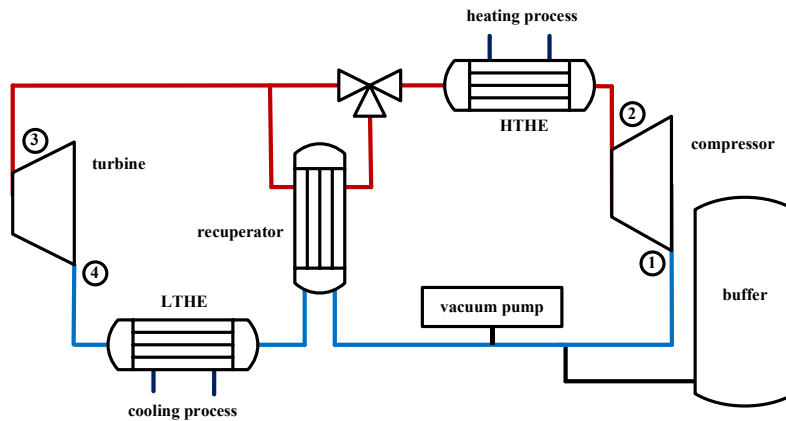 heating process
HTHE
2
compressor
3
turbine
recuperator
1
4
LTHE
vacuum pump
buffer
cooling process